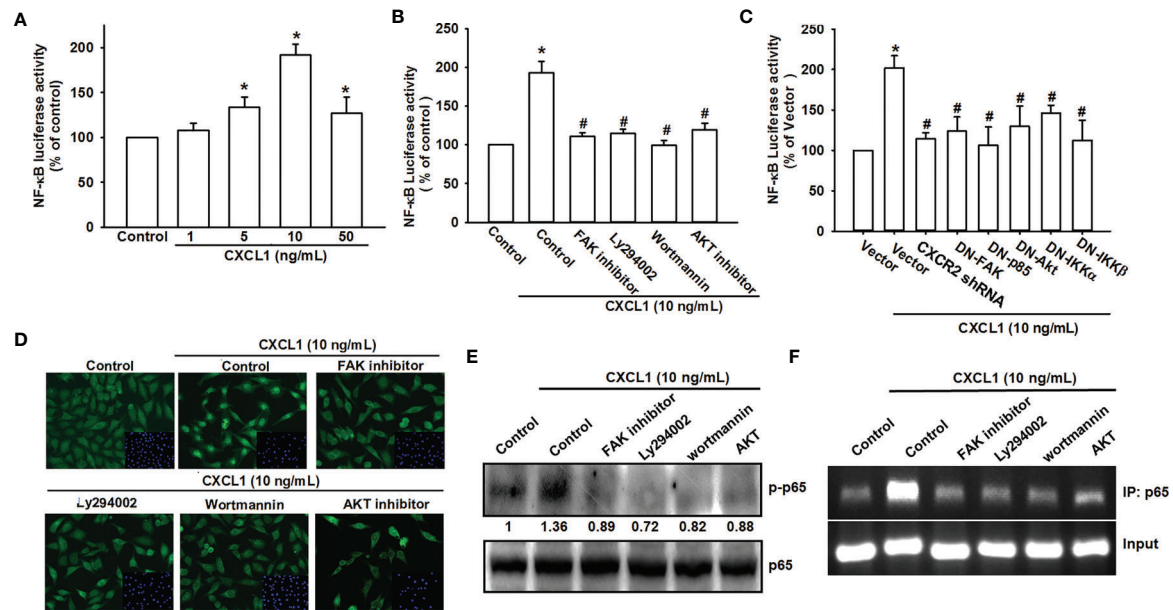 A
NF-κB luciferase activity
(% of control)
200
150
100
50
0
*
*
*
Control
1
5
10
50
CXCL1 (ng/mL)
B
NF-κB Luciferase activity
( % of control )
250
200
150
100
50
0
*
#
#
#
#
Control
Control
FAK inhibitor
Ly294002
Wortmannin
AKT inhibitor
CXCL1 (10 ng/mL)
C
NF-κB Luciferase activity
( % of Vector )
250
200
150
100
50
0
*
#
#
#
#
#
#
Vector
Vector
CXCR2 shRNA
DN-FAK
DN-p85
DN-Akt
DN-IKKα
DN-IKKβ
CXCL1 (10 ng/mL)
D
CXCL1 (10 ng/mL)
Control
Control
FAK inhibitor
CXCL1 (10 ng/mL)
Ly294002
Wortmannin
AKT inhibitor
E
CXCL1 (10 ng/mL)
Control
Control
FAK inhibitor
Ly294002
wortmannin
AKT
p-p65
1
1.36
0.89
0.72
0.82
0.88
p65
F
CXCL1 (10 ng/mL)
Control
Control
FAK inhibitor
Ly294002
wortmannin
AKT
IP: p65
Input